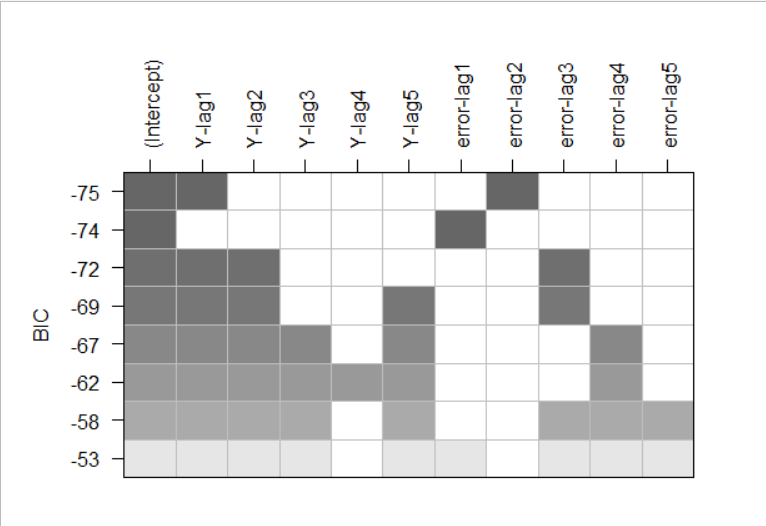 (Intercept)
Y-lag1
Y-lag2
Y-lag3
Y-lag4
Y-lag5
error-lag1
error-lag2
error-lag3
error-lag4
error-lag5
BIC
-75
-74
-72
-69
-67
-62
-58
-53